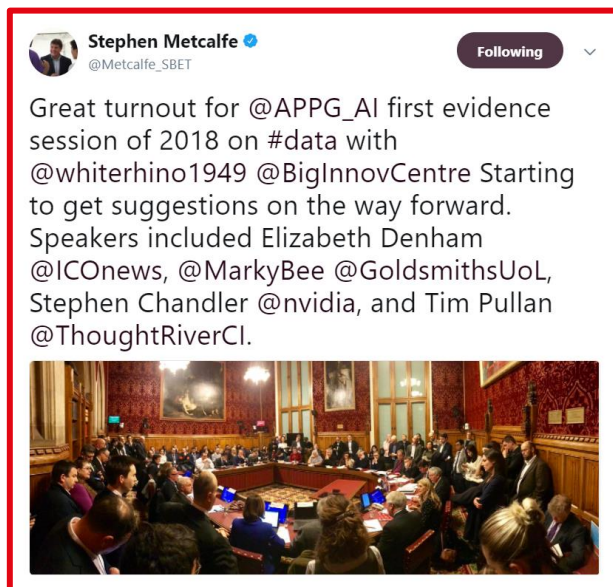 Stephen Metcalfe
@Metcalfe_SBET
Following
Great turnout for @APPG_AI first evidence
session of 2018 on #data with
@whiterhino1949 @BigInnovCentre Starting
to get suggestions on the way forward.
Speakers included Elizabeth Denham
@ICOnews, @MarkyBee @GoldsmithsUoL,
Stephen Chandler @nvidia, and Tim Pullan
@ThoughtRiverCI.